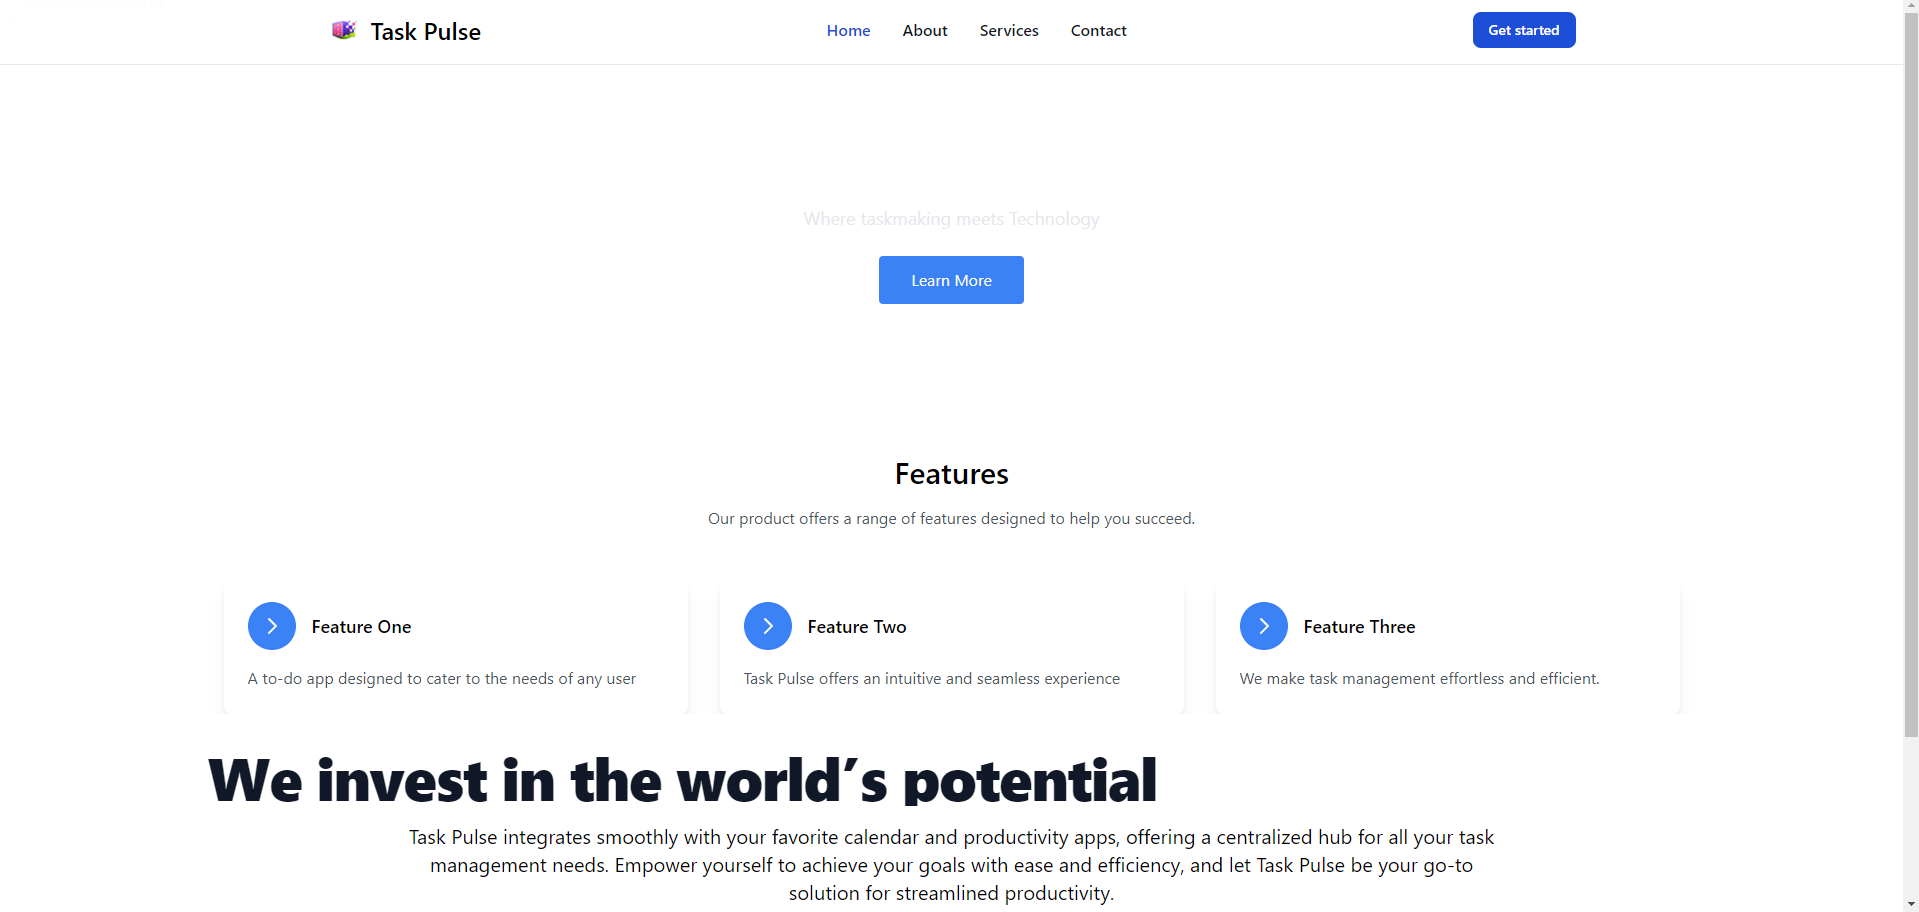 Task Pulse
Home
About
Services
Contact
Get started
Where taskmaking meets Technology
Learn More
Features
Our product offers a range of features designed to help you succeed.
Feature One
A to-do app designed to cater to the needs of any user
Feature Two
Task Pulse offers an intuitive and seamless experience
Feature Three
We make task management effortless and efficient.
We invest in the world’s potential
Task Pulse integrates smoothly with your favorite calendar and productivity apps, offering a centralized hub for all your task
management needs. Empower yourself to achieve your goals with ease and efficiency, and let Task Pulse be your go-to
solution for streamlined productivity.